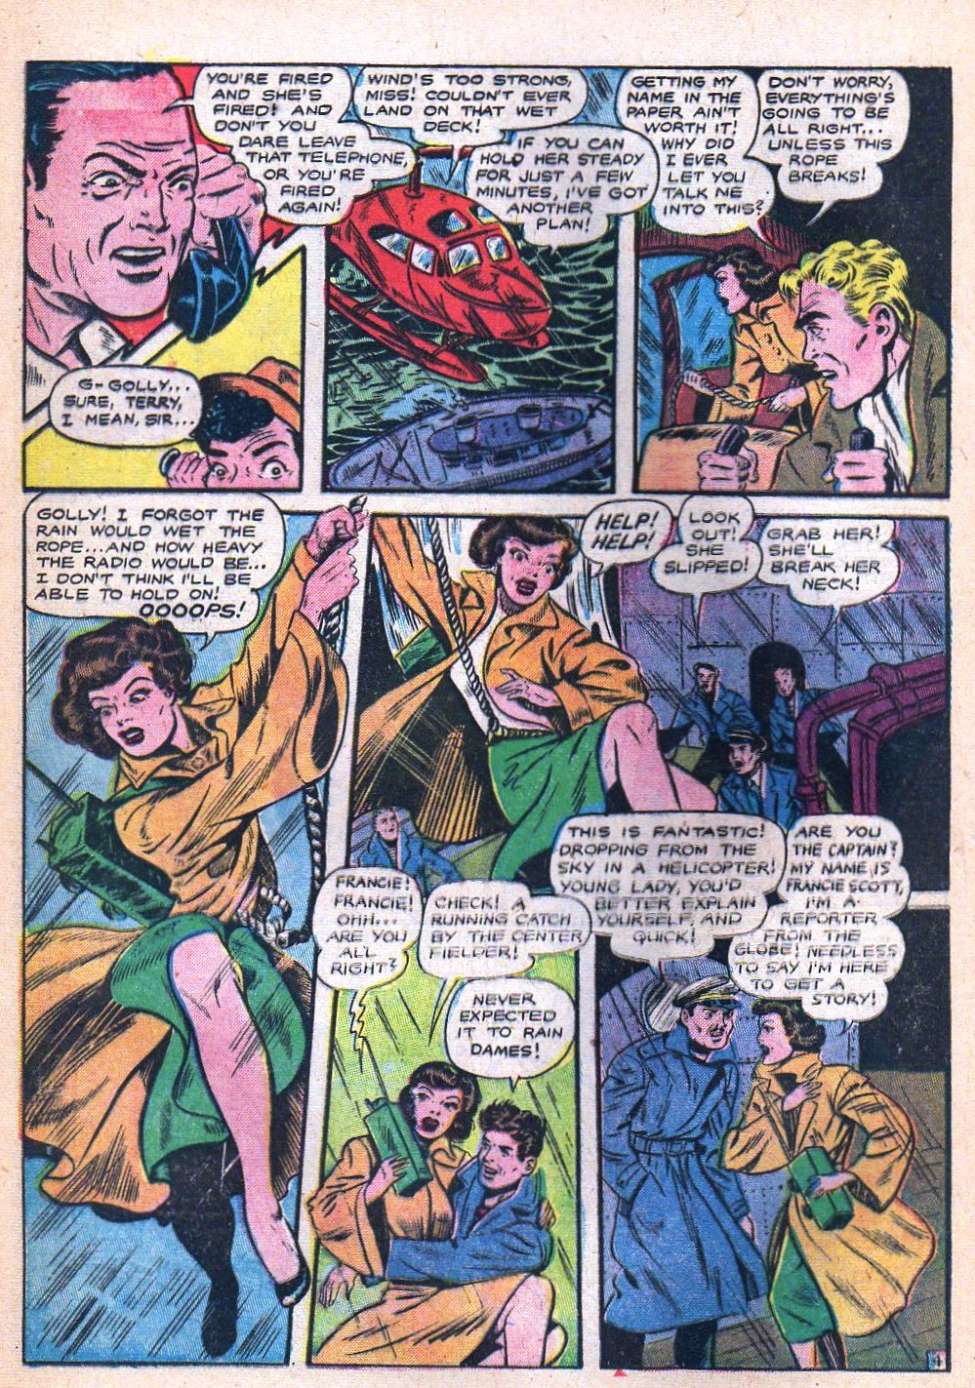 YOU'RE FIRED
AND SHE'S
FIRED! AND
DON'T YOU
DARE LEAVE
THAT TELEPHONE,
OR YOU'RE
FIRED
AGAIN!
G-GOLLY...
SURE, TERRY,
I MEAN, SIR...
WIND'S TOO STRONG,
MISS! COULDN'T EVER
LAND ON THAT WET
DECK!
IF YOU CAN
HOLD HER STEADY
FOR JUST A FEW
MINUTES, I'VE GOT
ANOTHER
PLAN!
GETTING MY
NAME IN THE
PAPER AIN'T
WORTH IT!
WHY DID
I EVER
LET YOU
TALK ME
INTO THIS?
DON'T WORRY,
EVERYTHING'S
GOING TO BE
ALL RIGHT...
UNLESS THIS
ROPE
BREAKS!
GOLLY! I FORGOT THE
RAIN WOULD WET THE
ROPE...AND HOW HEAVY
THE RADIO WOULD BE...
I DON'T THINK I'LL BE
ABLE TO HOLD ON!
OOOOPS!
HELP!
HELP!
LOOK
OUT! SHE
SLIPPED!
GRAB HER!
SHE'LL
BREAK HER
NECK!
FRANCIE!
FRANCIE!
OHH...
ARE YOU
ALL
RIGHT?
CHECK! A
RUNNING CATCH
BY THE CENTER
FIELDER!
NEVER
EXPECTED
IT TO RAIN
DAMES!
THIS IS FANTASTIC!
DROPPING FROM THE
SKY IN A HELICOPTER!
YOUNG LADY, YOU'D
BETTER EXPLAIN
YOURSELF, AND
QUICK!
ARE YOU
THE CAPTAIN?
MY NAME IS
FRANCIE SCOTT,
I'M A
REPORTER
FROM THE
GLOBE! NEEDLESS
TO SAY I'M HERE
TO GET A
STORY!
4